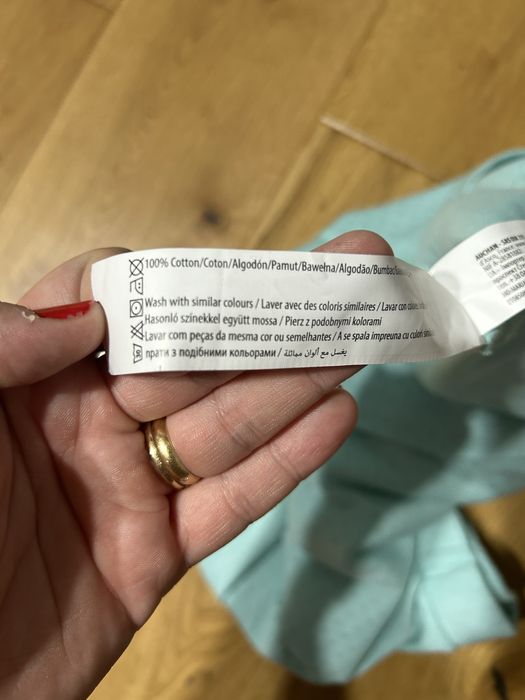 100% Cotton/Coton/Algodón/Pamut/Bawełna/Algodão/Bumbac
Wash with similar colours / Laver avec des coloris similaires / Lavar con
Hasonló színekkel együtt mossa / Pierz z podobnymi kolorami
Lavar com peças da mesma cor ou semelhantes / A se spala impreuna cu culori
прати з подібними кольорами / يغسل مع ألوان مماثلة
AUCHAN